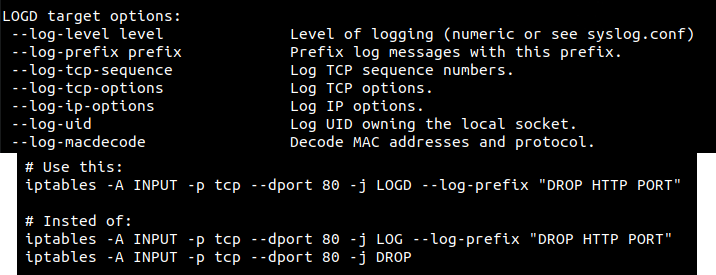 LOGD target options:
--log-level level Level of logging (numeric or see syslog.conf)
--log-prefix prefix Prefix log messages with this prefix.
--log-tcp-sequence Log TCP sequence numbers.
--log-tcp-options Log TCP options.
--log-ip-options Log IP options.
--log-uid Log UID owning the local socket.
--log-macdecode Decode MAC addresses and protocol.
# Use this:
iptables -A INPUT -p tcp --dport 80 -j LOGD --log-prefix "DROP HTTP PORT"
# Insted of:
iptables -A INPUT -p tcp --dport 80 -j LOG --log-prefix "DROP HTTP PORT"
iptables -A INPUT -p tcp --dport 80 -j DROP